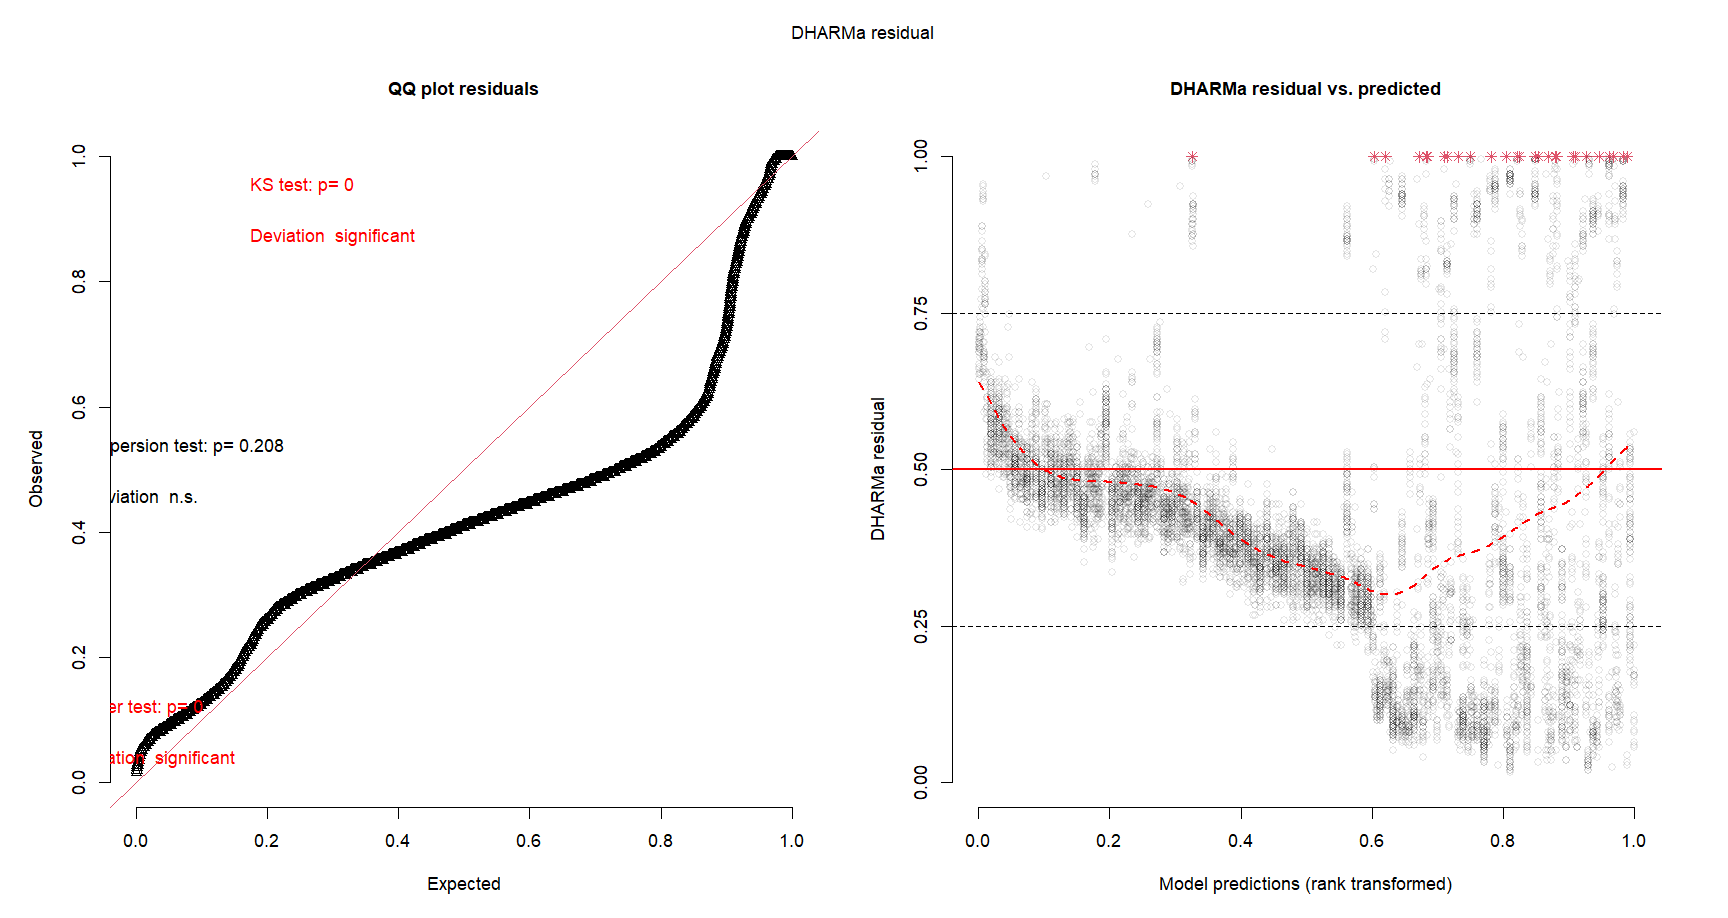 DHARMa residual
QQ plot residuals
KS test: p= 0
Deviation  significant
persion test: p= 0.208
viation  n.s.
er test: p= 0
ation  significant
Observed
0.0 0.2 0.4 0.6 0.8 1.0
0.0 0.2 0.4 0.6 0.8 1.0
Expected
DHARMa residual vs. predicted
DHARMa residual
0.00 0.25 0.50 0.75 1.00
0.0 0.2 0.4 0.6 0.8 1.0
Model predictions (rank transformed)